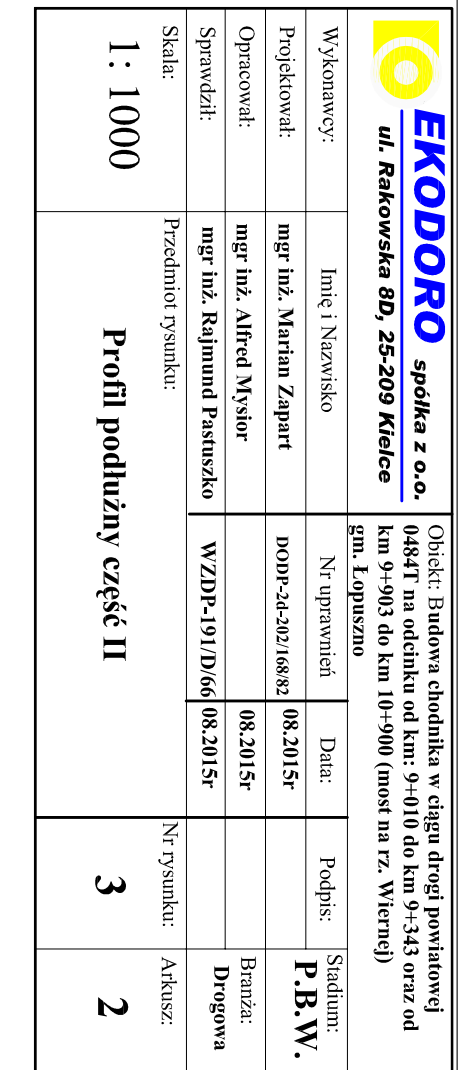 EKODORO spółka z o.o.
ul. Rakowska 8D, 25-209 Kielce
Obiekt: Budowa chodnika w ciągu drogi powiatowej
0484T na odcinku od km: 9+010 do km 9+343 oraz od
km 9+903 do km 10+900 (most na rz. Wiernej)
gm. Łopuszno
Wykonawcy: Imię i Nazwisko Nr uprawnień Data: Podpis: Stadium:
Projektował: mgr inż. Marian Zapart DODP-2d-202/168/82 08.2015r P.B.W.
Opracował: mgr inż. Alfred Mysior 08.2015r Branża:
Sprawdził: mgr inż. Rajmund Pastuszko WZDP-191/D/66 08.2015r Drogowa
Skala: Przedmiot rysunku: Nr rysunku: Arkusz:
1: 1000 Profil podłużny część II 3 2